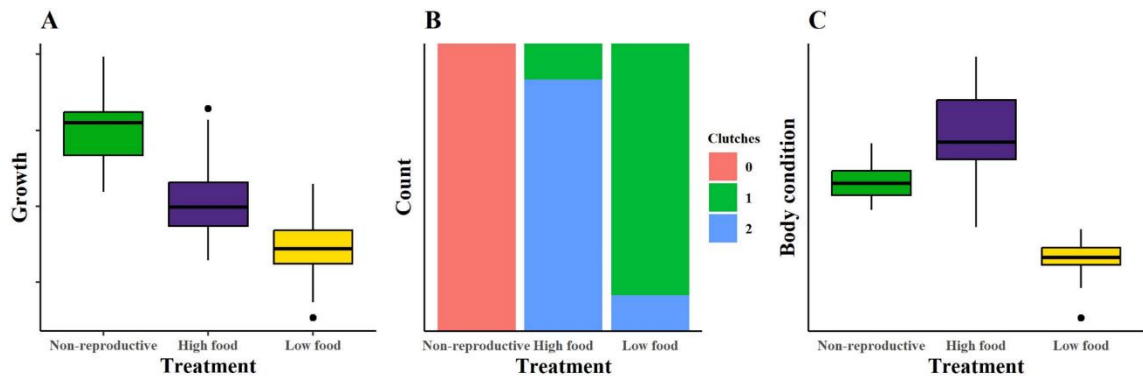 A
Growth
Non-reproductive High food Low food
Treatment
B
Count
Non-reproductive High food Low food
Treatment
Clutches
0
1
2
C
Body condition
Non-reproductive High food Low food
Treatment